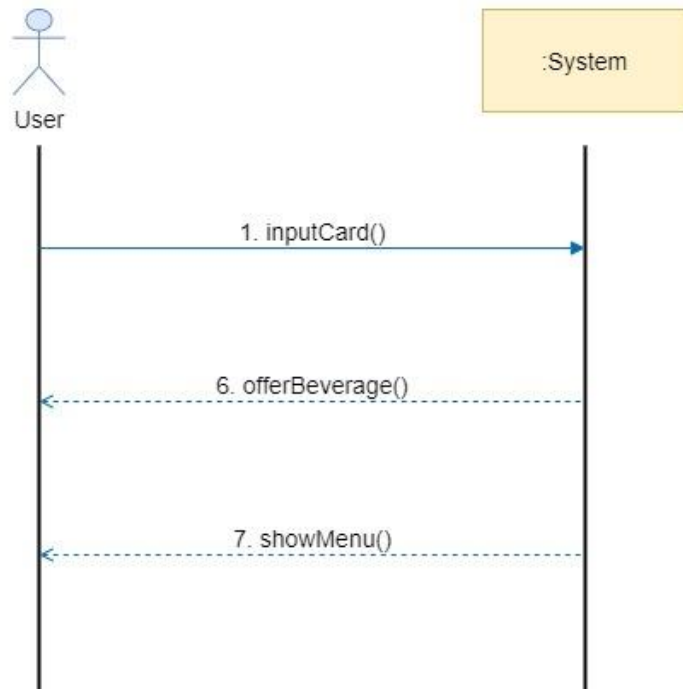 :System
User
1. inputCard()
6. offerBeverage()
7. showMenu()